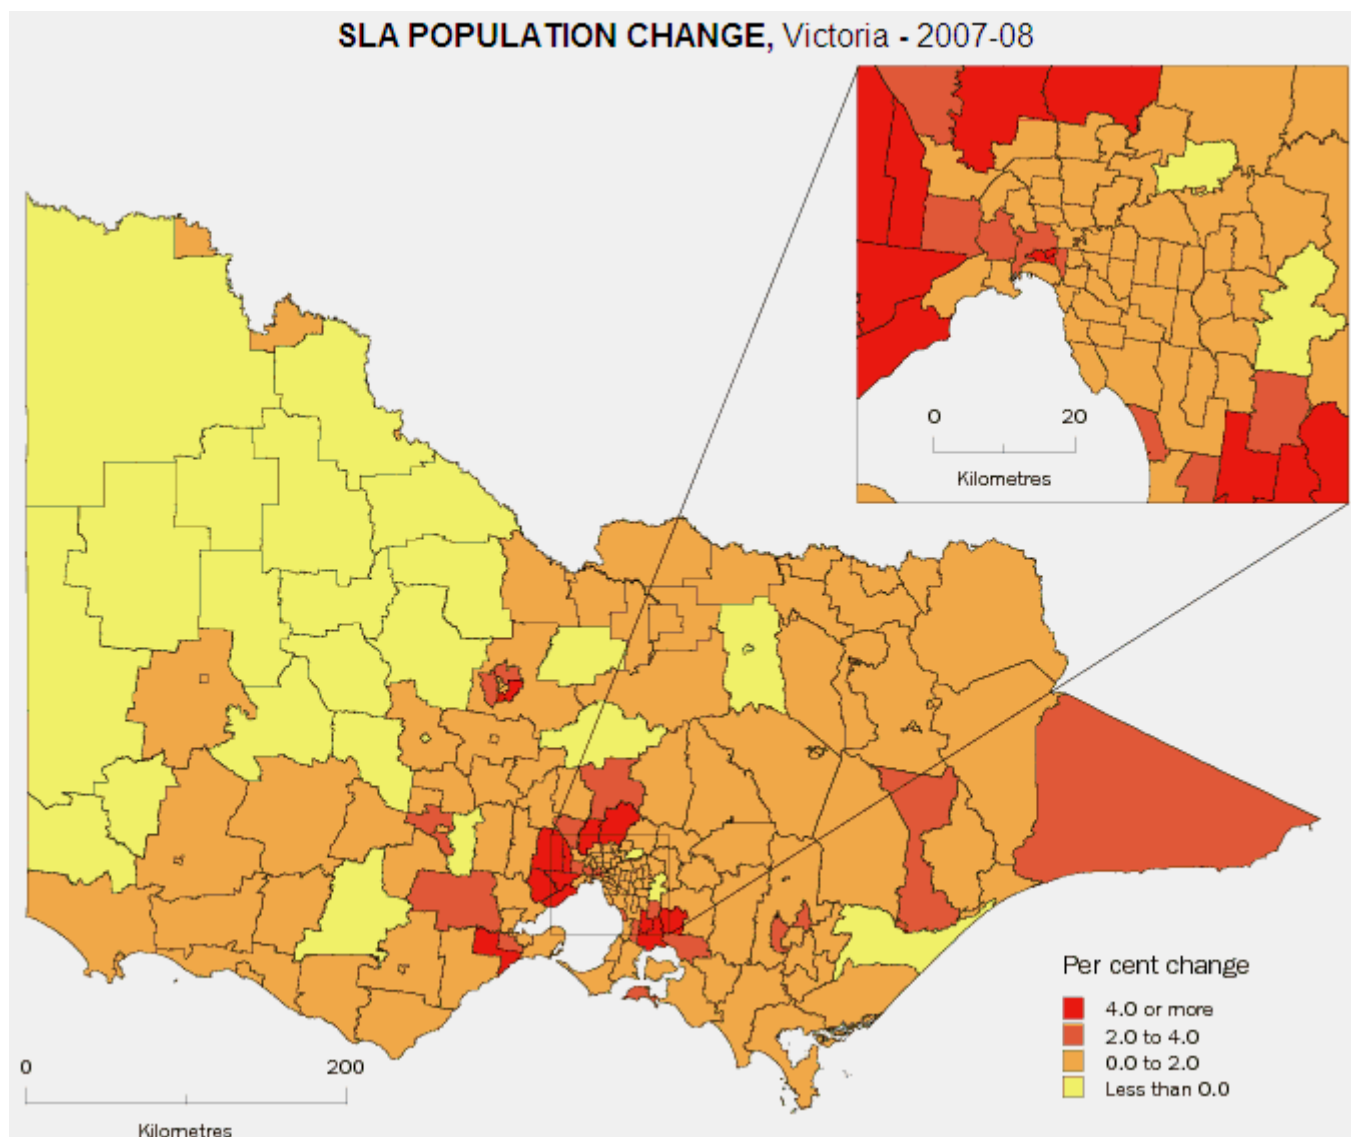 SLA POPULATION CHANGE, Victoria - 2007-08
0 20
Kilometres
Per cent change
4.0 or more
2.0 to 4.0
0.0 to 2.0
Less than 0.0
0 200
Kilometres